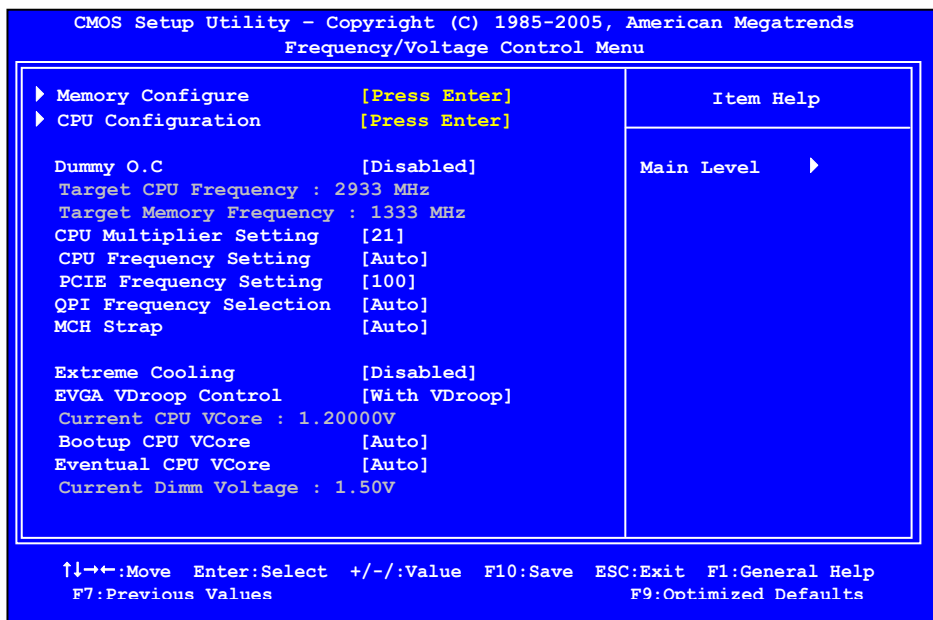 CMOS Setup Utility – Copyright (C) 1985-2005, American Megatrends
Frequency/Voltage Control Menu
Memory Configure [Press Enter]
CPU Configuration [Press Enter]
Item Help
Dummy O.C [Disabled]
Main Level
Target CPU Frequency : 2933 MHz
Target Memory Frequency : 1333 MHz
CPU Multiplier Setting [21]
CPU Frequency Setting [Auto]
PCIE Frequency Setting [100]
QPI Frequency Selection [Auto]
MCH Strap [Auto]
Extreme Cooling [Disabled]
EVGA VDroop Control [With VDroop]
Current CPU VCore : 1.20000V
Bootup CPU VCore [Auto]
Eventual CPU VCore [Auto]
Current Dimm Voltage : 1.50V
↑↓→←:Move Enter:Select +/-/:Value F10:Save ESC:Exit F1:General Help
F7:Previous Values F9:Optimized Defaults